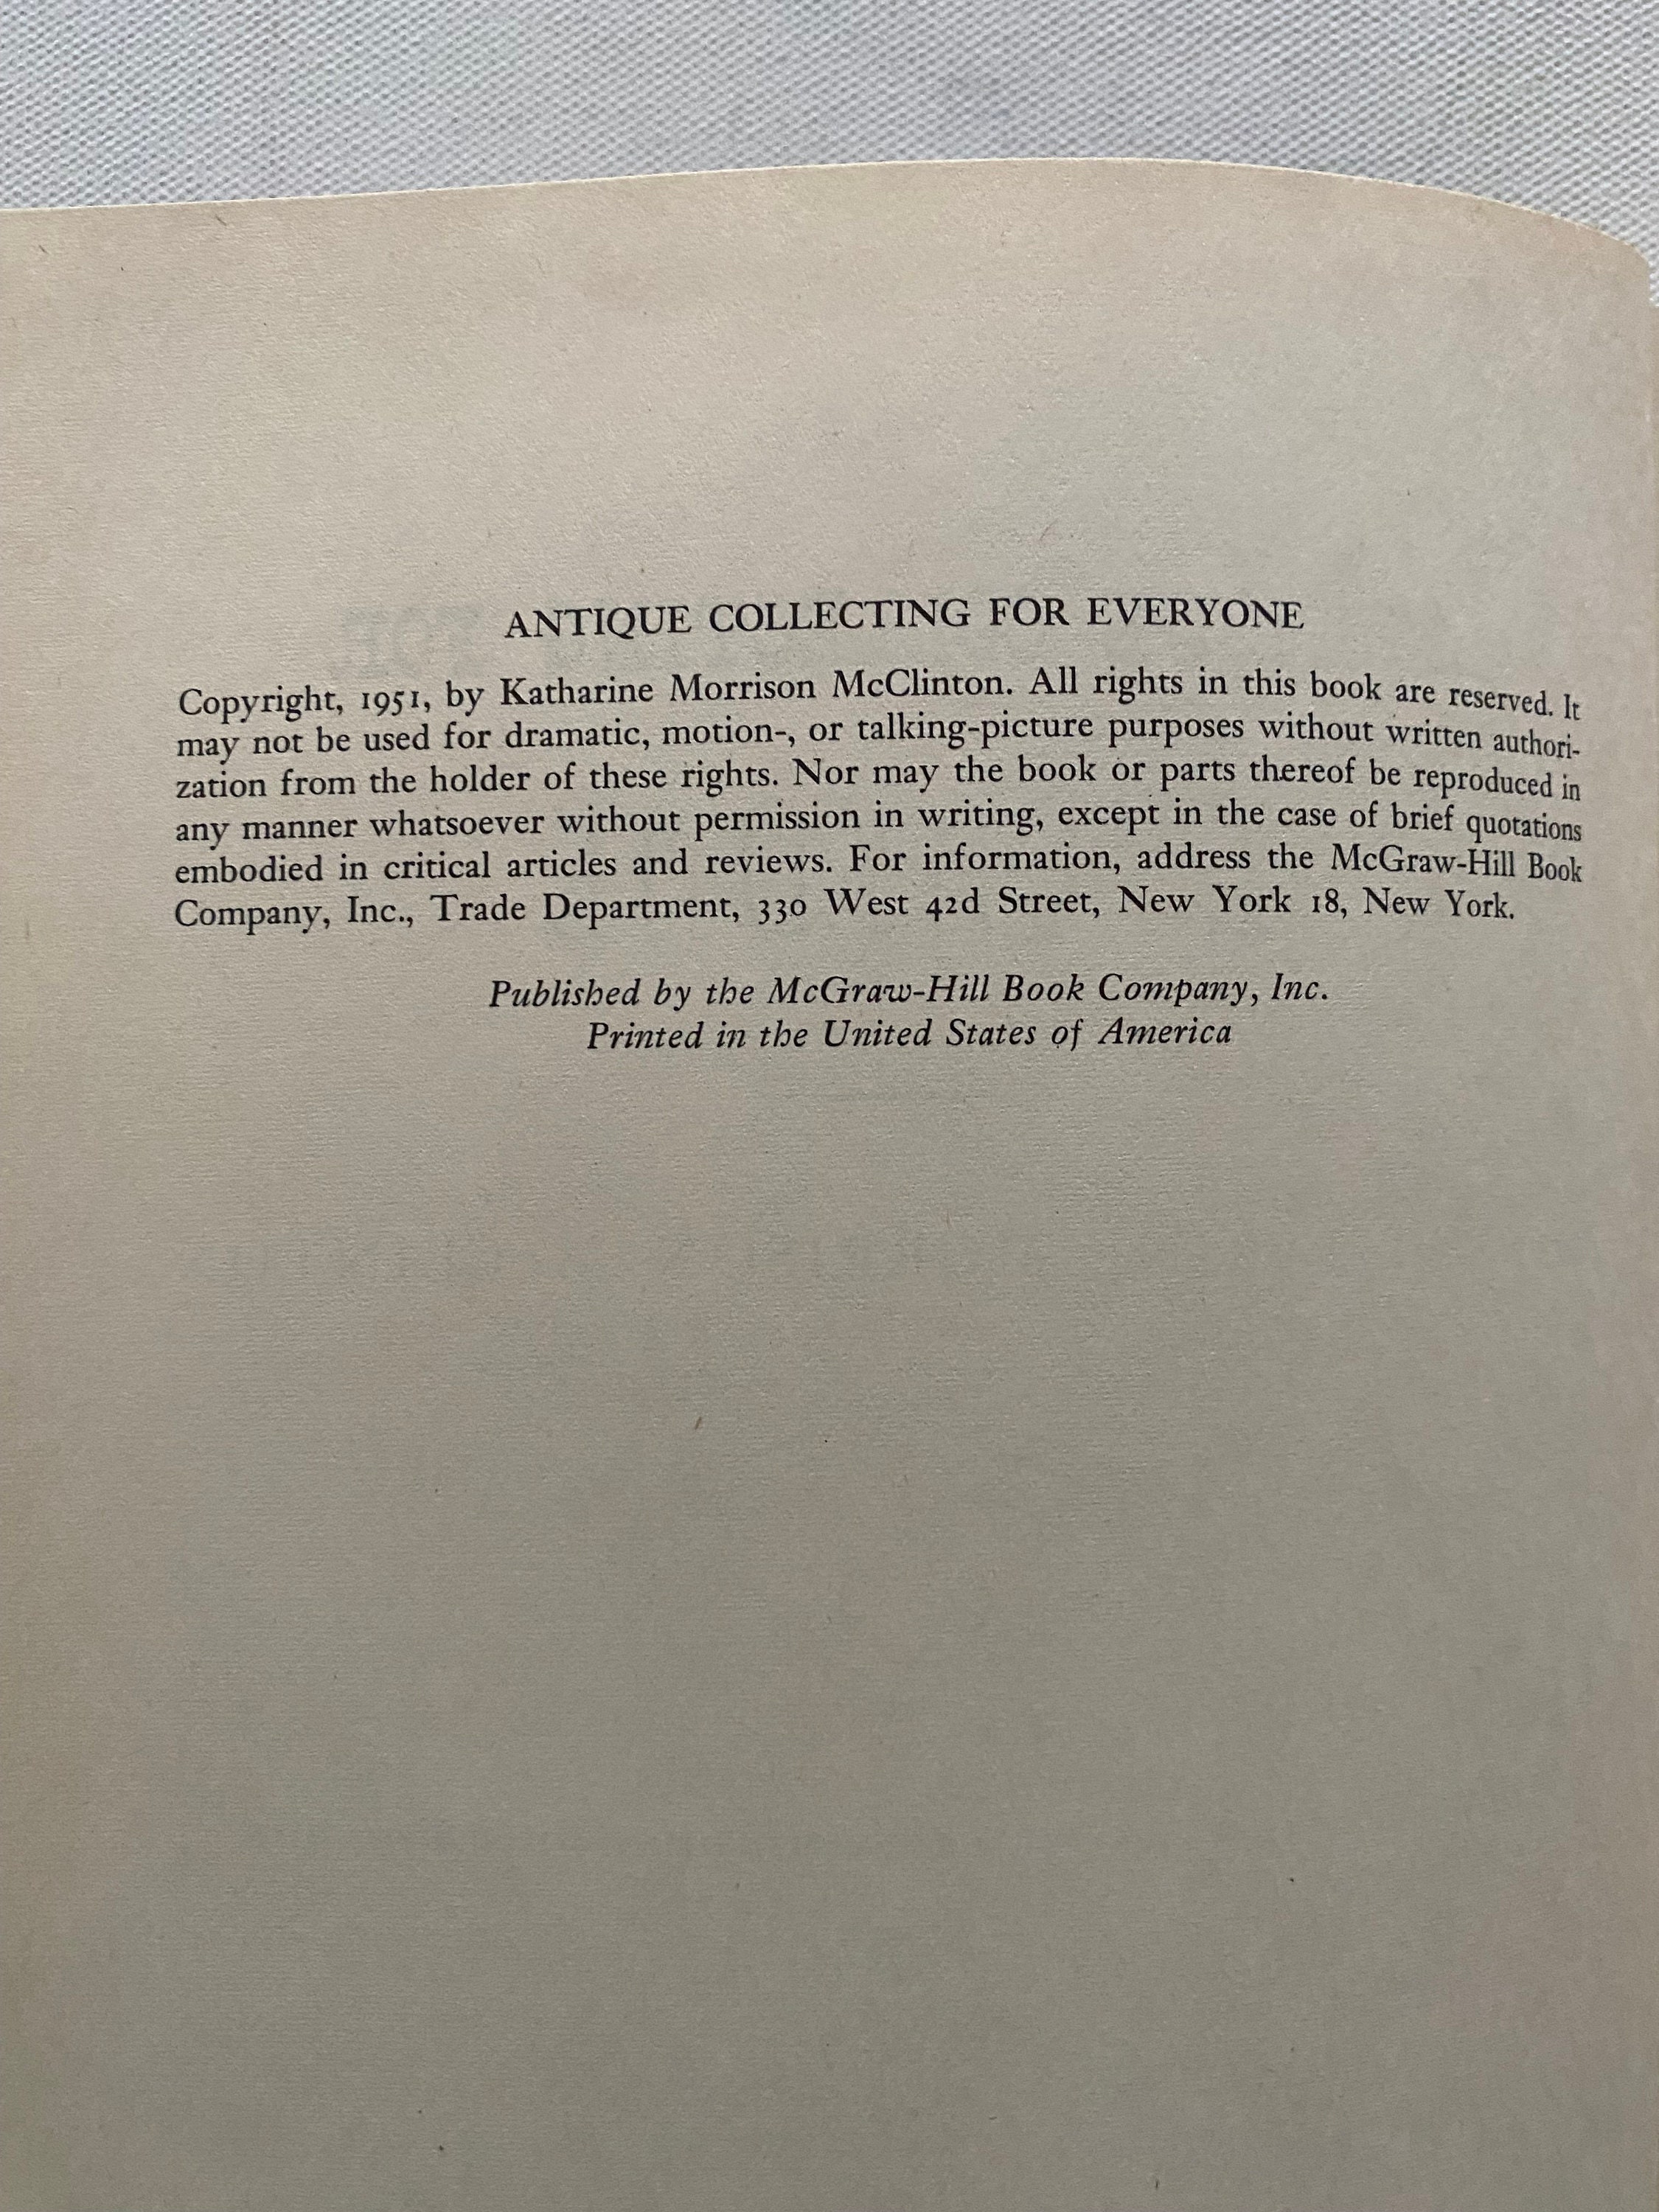 ANTIQUE COLLECTING FOR EVERYONE
Copyright, 1951, by Katharine Morrison McClinton. All rights in this book are reserved. It
may not be used for dramatic, motion-, or talking-picture purposes without written authori-
zation from the holder of these rights. Nor may the book or parts thereof be reproduced in
any manner whatsoever without permission in writing, except in the case of brief quotations
embodied in critical articles and reviews. For information, address the McGraw-Hill Book
Company, Inc., Trade Department, 330 West 42d Street, New York 18, New York.
Published by the McGraw-Hill Book Company, Inc.
Printed in the United States of America